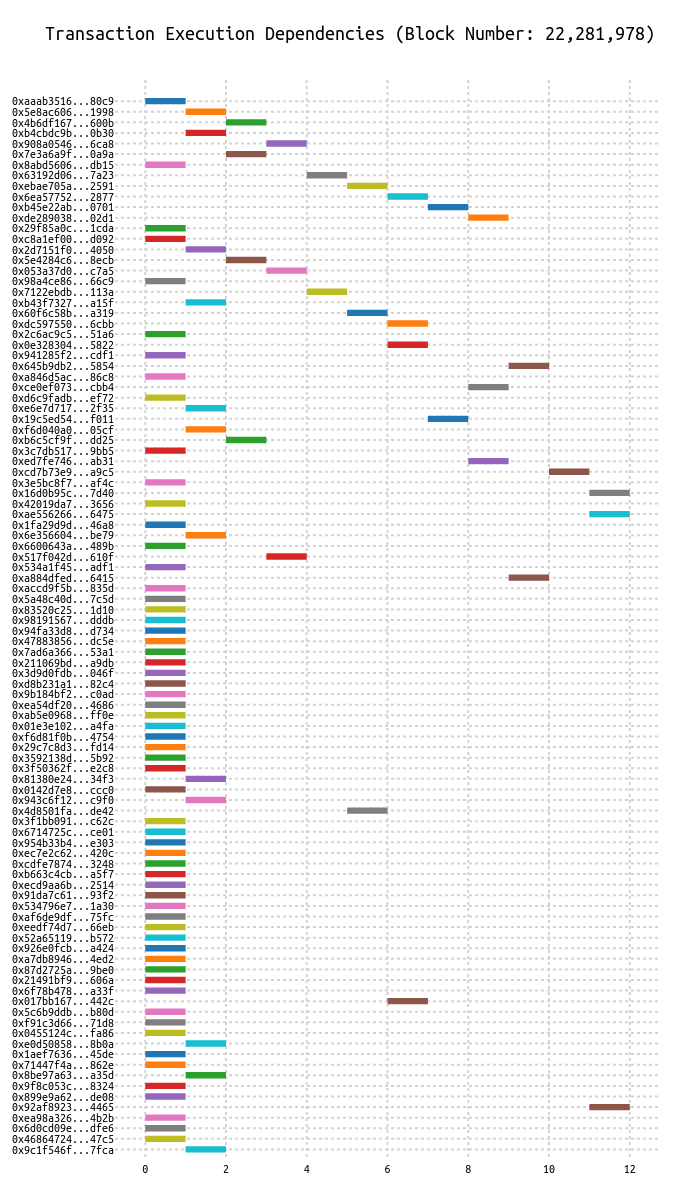 Transaction Execution Dependencies (Block Number: 22,281,978)
0xaaab3516...80c9
0x5e8ac606...1998
0x4b6df167...600b
0xb4cbdc9b...0b30
0x908a0546...6ca8
0x7e3a6a9f...0a9a
0x8abd5606...db15
0x63192d06...7a23
0xebae705a...2591
0x6ea57752...2877
0xb45e22ab...0701
0xde289038...02d1
0x29f85a0c...1cda
0xc8a1ef00...d092
0x2d7151f0...4050
0x5e4284c6...8ecb
0x053a37d0...c7a5
0x98a4ce86...66c9
0x7122ebdb...113a
0xb43f7327...a15f
0x60f6c58b...a319
0xdc597550...6cbb
0x2c6ac9c5...51a6
0x0e328304...5822
0x941285f2...cdf1
0x645b9db2...5854
0xa846d5ac...86c8
0xce0ef073...cbb4
0xd6c9fadb...ef72
0xe6e7d717...2f35
0x19c5ed54...f011
0xf6d040a0...05cf
0xb6c5cf9f...dd25
0x3c7db517...9bb5
0xed7fe746...ab31
0xcd7b73e9...a9c5
0x3e5bc8f7...af4c
0x16d0b95c...7d40
0x42019da7...3656
0xae556266...6475
0x1fa29d9d...46a8
0x6e356604...be79
0x6600643a...489b
0x517f042d...610f
0x534a1f45...adf1
0xa884dfed...6415
0xaccd9f5b...835d
0x5a48c40d...7c5d
0x83520c25...1d10
0x98191567...dddb
0x94fa33d8...d734
0x47883856...dc5e
0x7ad6a366...53a1
0x211069bd...a9db
0x3d9d0fdb...046f
0xd8b231a1...82c4
0x9b184bf2...c0ad
0xea54df20...4686
0xab5e0968...ff0e
0x01e3e102...a4fa
0xf6d81f0b...4754
0x29c7c8d3...fd14
0x3592138d...5b92
0x3f50362f...e2c8
0x81380e24...34f3
0x0142d7e8...ccc0
0x943c6f12...c9f0
0x4d8501fa...de42
0x3f1bb091...c62c
0x6714725c...ce01
0x954b33b4...e303
0xec7e2c62...420c
0xcdfe7874...3248
0xb663c4cb...a5f7
0xecd9aa6b...2514
0x91da7c61...93f2
0x534796e7...1a30
0xaf6de9df...75fc
0xeedf74d7...66eb
0x52a65119...b572
0x926e0fcb...a424
0xa7db8946...4ed2
0x87d2725a...9be0
0x21491bf9...606a
0x6f78b478...a33f
0x017bb167...442c
0x5c6b9ddb...b80d
0xf91c3d66...71d8
0x0455124c...fa86
0xe0d50858...8b0a
0x1aef7636...45de
0x71447f4a...862e
0x8be97a63...a35d
0x9f8c053c...8324
0x899e9a62...de08
0x92af8923...4465
0xea98a326...4b2b
0x6d0cd09e...dfe6
0x46864724...47c5
0x9c1f546f...7fca
0 2 4 6 8 10 12